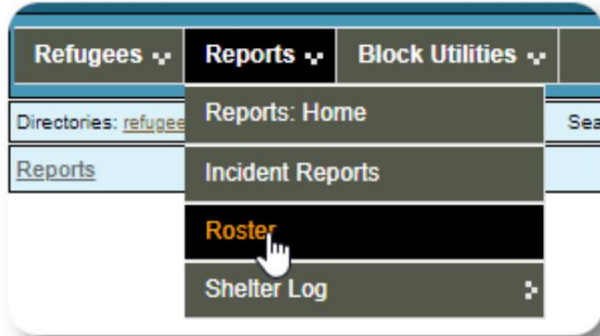 Refugees Reports Block Utilities
Reports: Home
Directories: refugee Sea
Incident Reports
Reports
Roster
Shelter Log